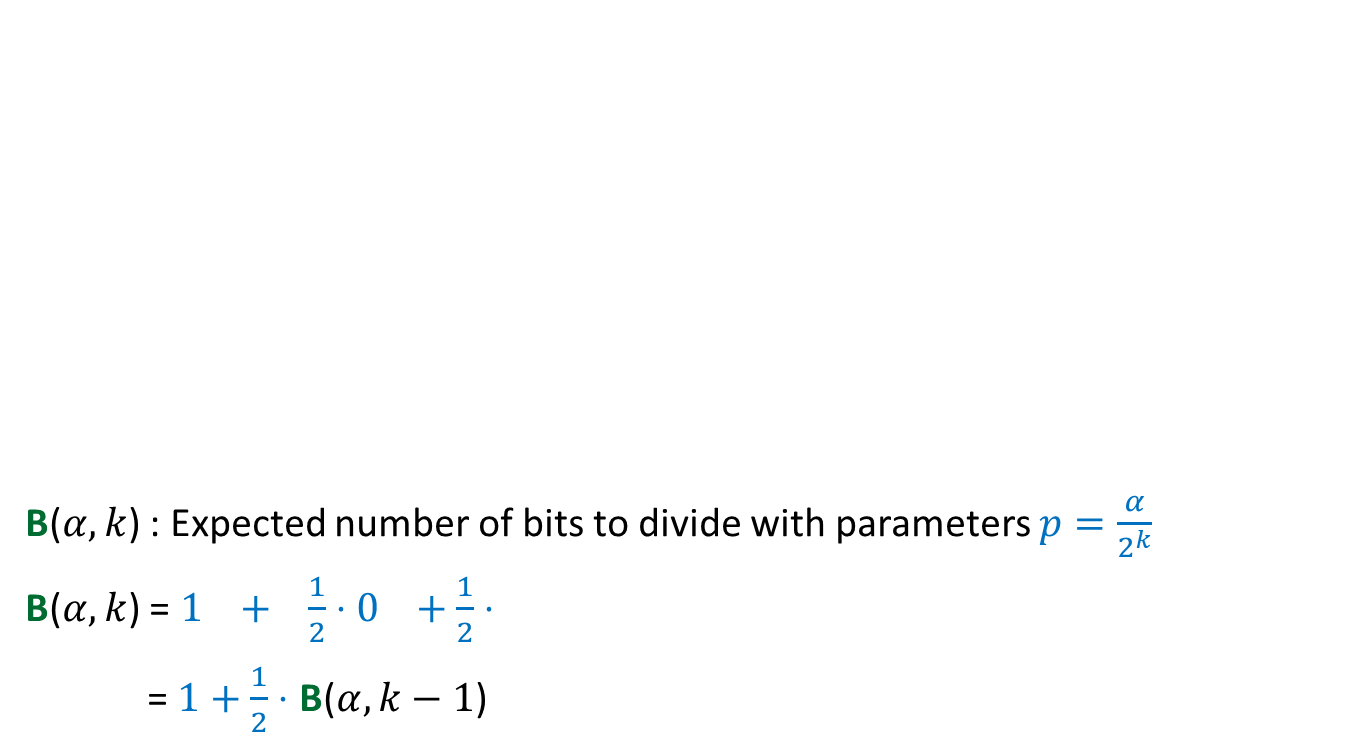 B(α, k) : Expected number of bits to divide with parameters p = α/2^k
B(α, k) = 1 + 1/2 · 0 + 1/2 ·
= 1 + 1/2 · B(α, k − 1)